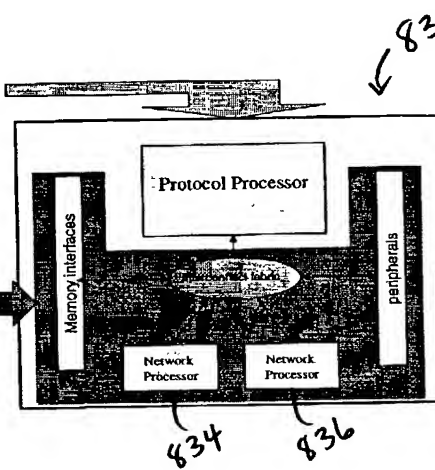 83
Protocol Processor
Memory interfaces
peripherals
Network
Processor
Network
Processor
834
836